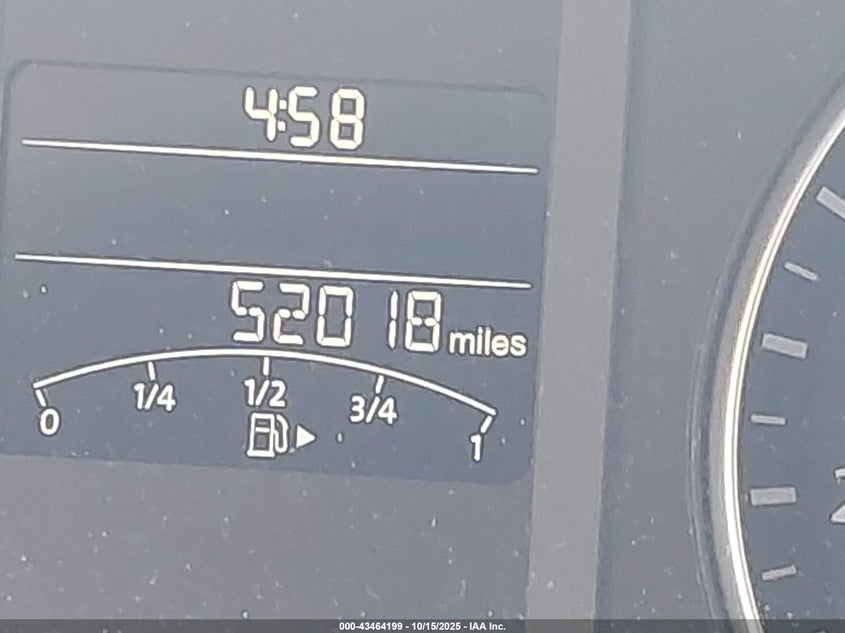 4:58
52018 miles
0 1/4 1/2 3/4 1
000-43464199 - 10/15/2025 - IAA Inc.